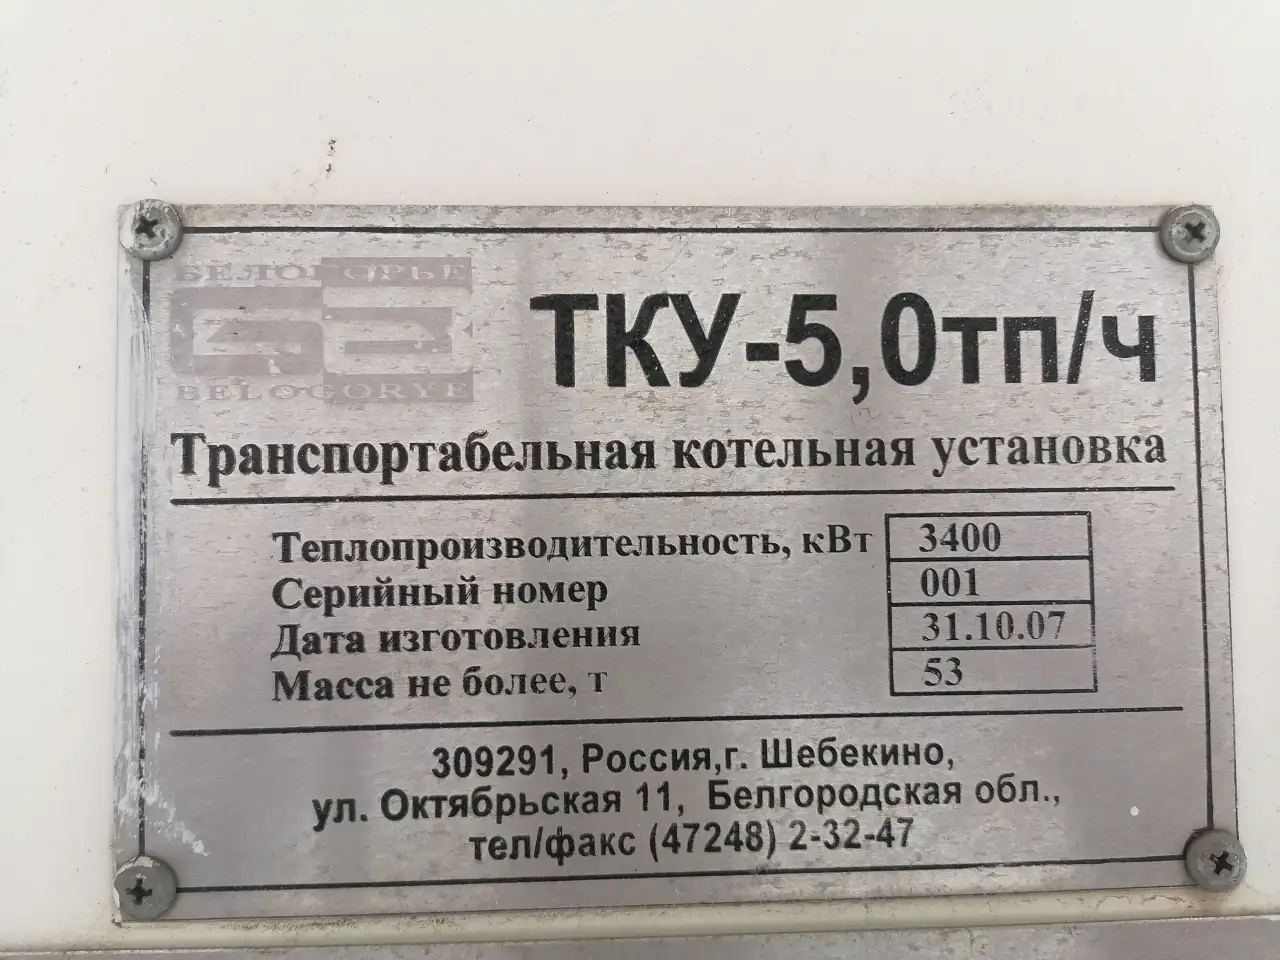 БЕЛОГОРЬЕ
BELOGORYE
ТКУ-5,0тп/ч
Транспортабельная котельная установка
Теплопроизводительность, кВт 3400
Серийный номер 001
Дата изготовления 31.10.07
Масса не более, т 53
309291, Россия,г. Шебекино,
ул. Октябрьская 11, Белгородская обл.,
тел/факс (47248) 2-32-47